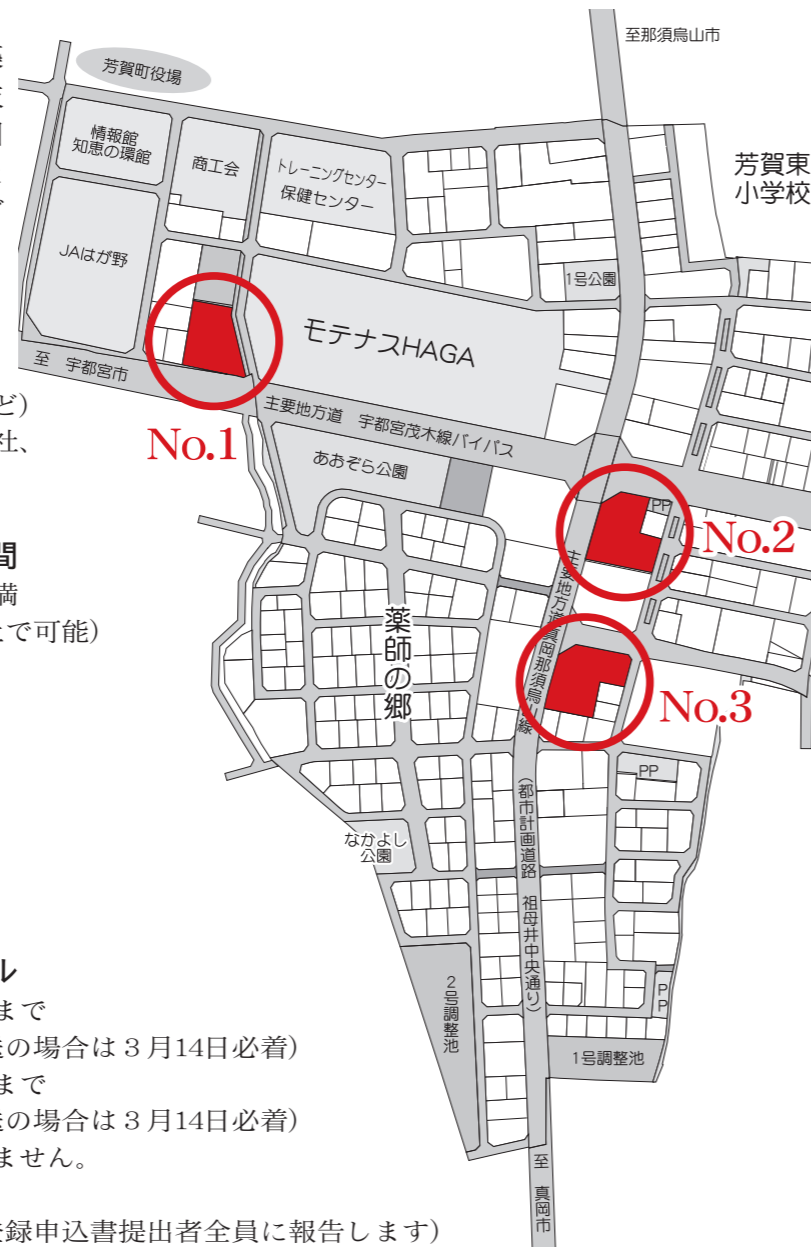 至那須烏山市
芳賀町役場
芳賀東
小学校
情報館
知恵の環館
商工会
トレーニングセンター
保健センター
JAはが野
1号公園
モテナスHAGA
至 宇都宮市
主要地方道 宇都宮茂木線バイパス
No.1
あおぞら公園
PP
No.2
主要地方道真岡那須烏山線
薬師の郷
No.3
PP
(都市計画道路 祖母井中央通り)
なかよし
公園
2号調整池
PP
1号調整池
至 真岡市
ど)
社、
間
満
で可能)
ル
まで
の場合は3月14日必着)
まで
の場合は3月14日必着)
ません。
録申込書提出者全員に報告します)